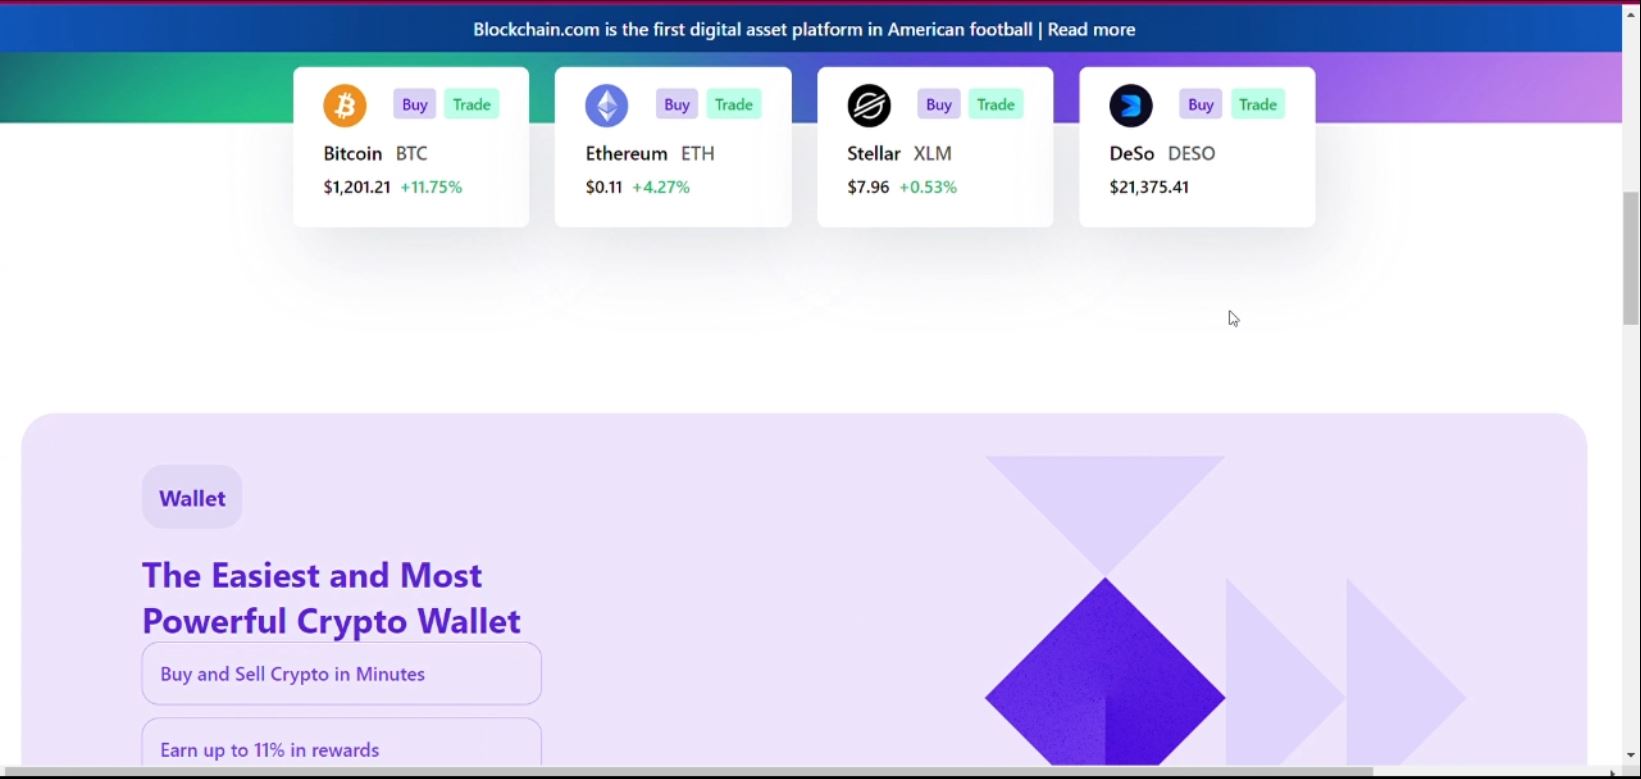 Blockchain.com is the first digital asset platform in American football | Read more
Buy Trade
Bitcoin BTC
$1,201.21 +11.75%
Buy Trade
Ethereum ETH
$0.11 +4.27%
Buy Trade
Stellar XLM
$7.96 +0.53%
Buy Trade
DeSo DESO
$21,375.41
Wallet
The Easiest and Most
Powerful Crypto Wallet
Buy and Sell Crypto in Minutes
Earn up to 11% in rewards